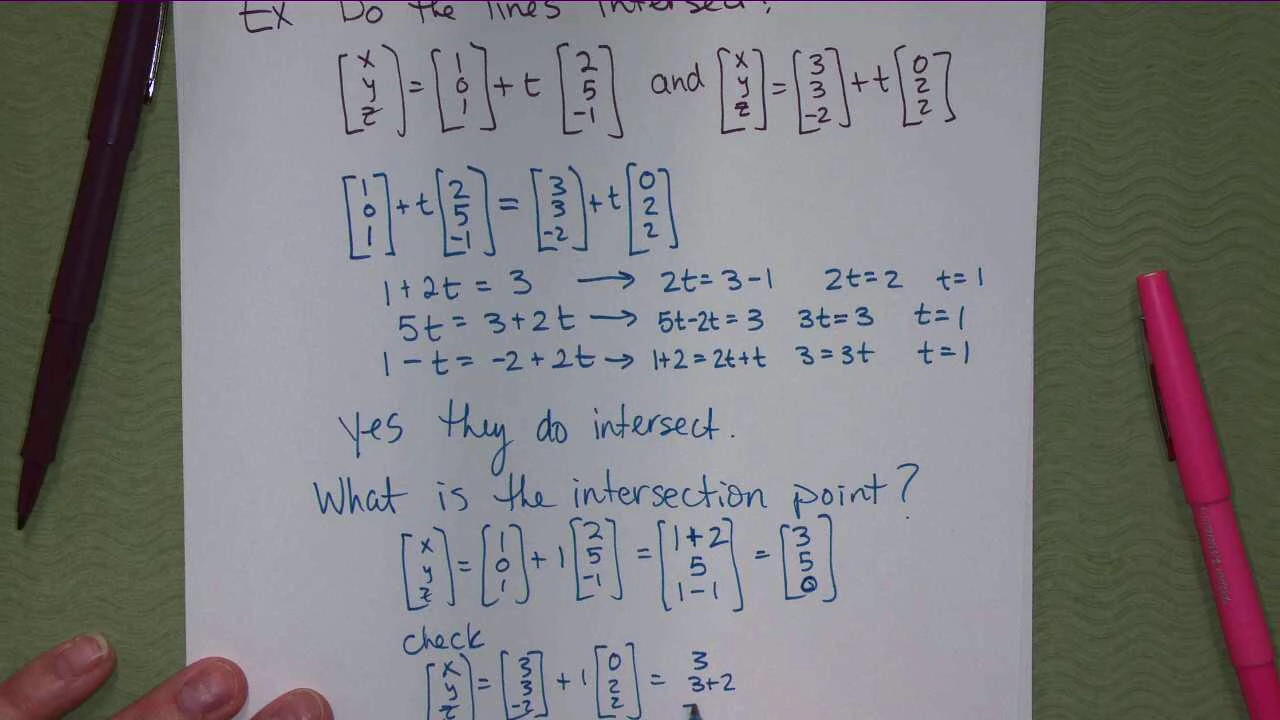 Ex Do the lines intersect?
[x y z] = [1 0 1] + t [2 5 -1] and [x y z] = [3 3 -2] + t [0 2 2]
[1 0 1] + t [2 5 -1] = [3 3 -2] + t [0 2 2]
1 + 2t = 3 → 2t = 3 - 1 2t = 2 t = 1
5t = 3 + 2t → 5t - 2t = 3 3t = 3 t = 1
1 - t = -2 + 2t → 1+2 = 2t+t 3 = 3t t = 1
yes they do intersect.
What is the intersection point?
[x y z] = [1 0 1] + 1 [2 5 -1] = [1+2 5 1-1] = [3 5 0]
check
[x y z] = [3 3 -2] + 1 [0 2 2] = 3 3+2